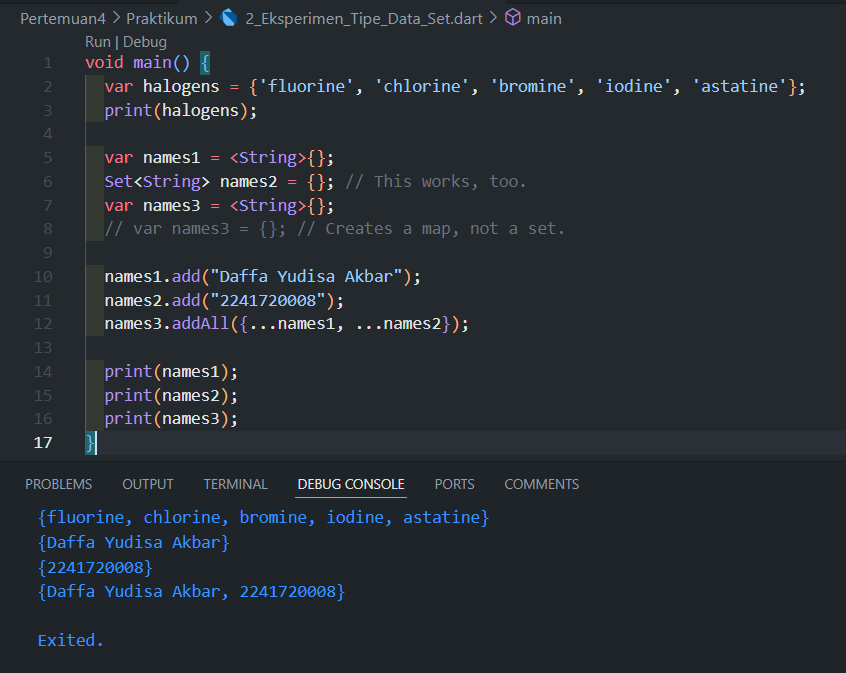 Pertemuan4 > Praktikum > 2_Eksperimen_Tipe_Data_Set.dart > main
Run | Debug
1 void main() {
2 var halogens = {'fluorine', 'chlorine', 'bromine', 'iodine', 'astatine'};
3 print(halogens);
4
5 var names1 = <String>{};
6 Set<String> names2 = {}; // This works, too.
7 var names3 = <String>{};
8 // var names3 = {}; // Creates a map, not a set.
9
10 names1.add("Daffa Yudisa Akbar");
11 names2.add("2241720008");
12 names3.addAll({...names1, ...names2});
13
14 print(names1);
15 print(names2);
16 print(names3);
17 }
PROBLEMS OUTPUT TERMINAL DEBUG CONSOLE PORTS COMMENTS
{fluorine, chlorine, bromine, iodine, astatine}
{Daffa Yudisa Akbar}
{2241720008}
{Daffa Yudisa Akbar, 2241720008}
Exited.